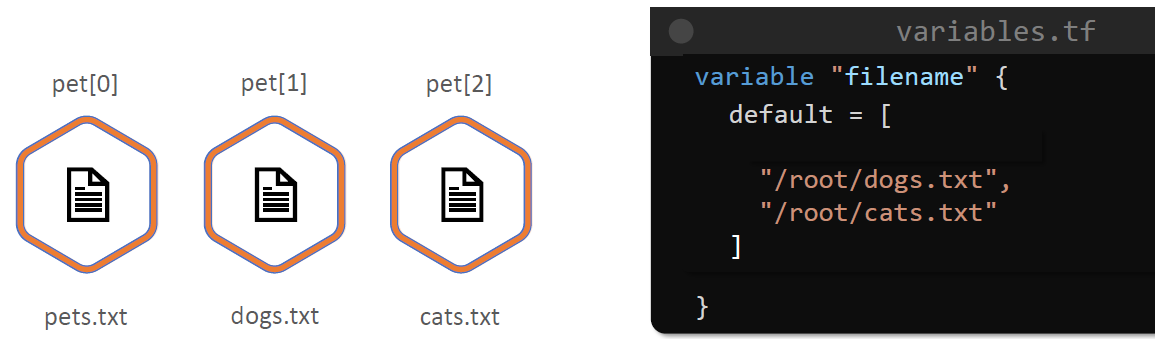 pet[0] pet[1] pet[2]
pets.txt dogs.txt cats.txt
variables.tf
variable "filename" {
default = [
"/root/dogs.txt",
"/root/cats.txt"
]
}